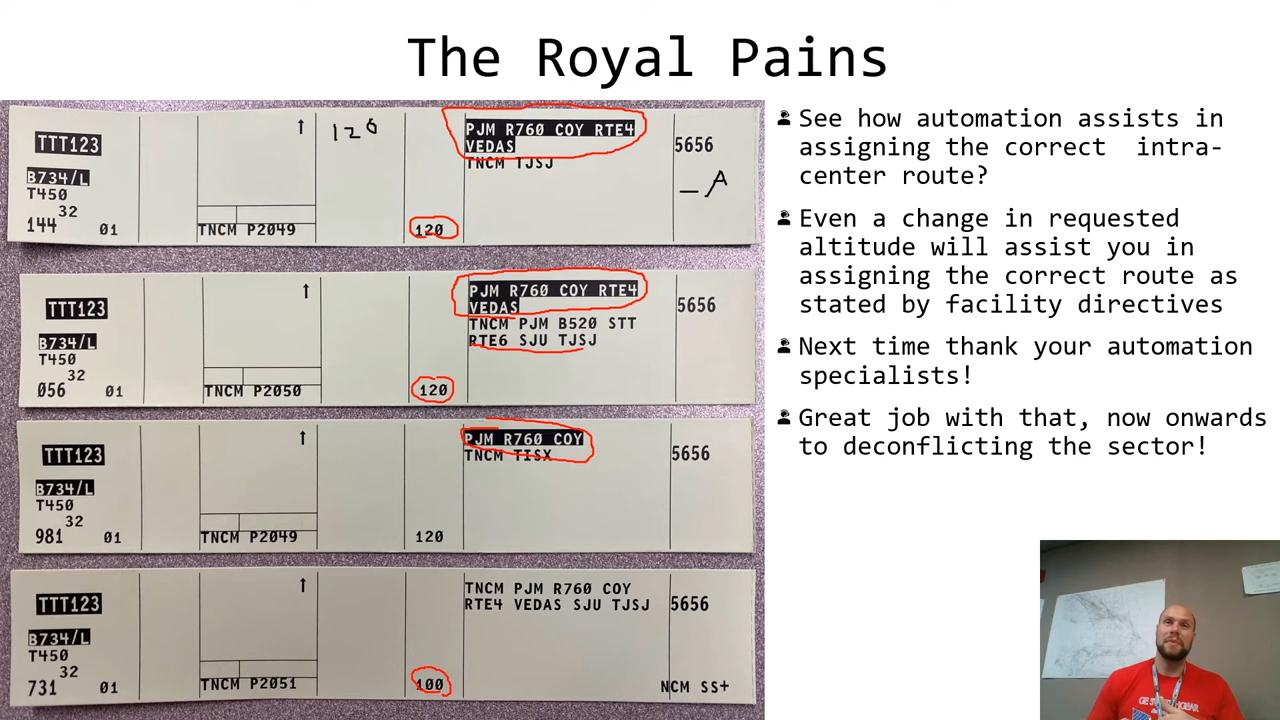 The Royal Pains
TTT123
B734/L
T450
32
144
01
↑
TNCM P2049
120
120
PJM R760 COY RTE4
VEDAS
TNCM TJSJ
5656
TTT123
B734/L
T450
32
056
01
↑
TNCM P2050
120
PJM R760 COY RTE4
VEDAS
TNCM PJM B520 STT
RTE6 SJU TJSJ
5656
TTT123
B734/L
T450
32
981
01
↑
TNCM P2049
120
PJM R760 COY
TNCM TISX
5656
TTT123
B734/L
T450
32
731
01
↑
TNCM P2051
100
TNCM PJM R760 COY
RTE4 VEDAS SJU TJSJ
5656
NCM SS+
See how automation assists in
assigning the correct intra-
center route?
Even a change in requested
altitude will assist you in
assigning the correct route as
stated by facility directives
Next time thank your automation
specialists!
Great job with that, now onwards
to deconflicting the sector!